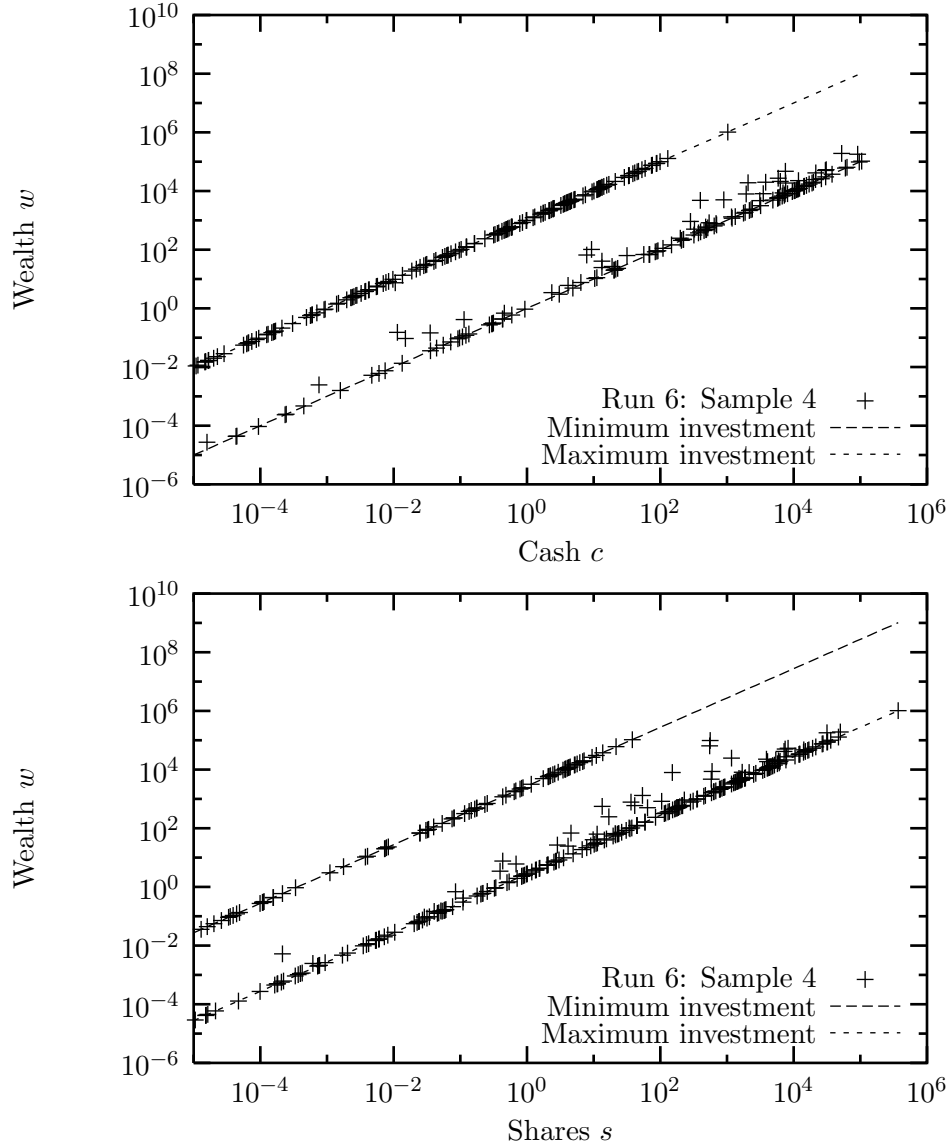 10^10
10^8
10^6
10^4
10^2
10^0
10^−2
10^−4
10^−6
Wealth w
Run 6: Sample 4
Minimum investment
Maximum investment
10^−4 10^−2 10^0 10^2 10^4 10^6
Cash c
10^10
10^8
10^6
10^4
10^2
10^0
10^−2
10^−4
10^−6
Wealth w
Run 6: Sample 4
Minimum investment
Maximum investment
10^−4 10^−2 10^0 10^2 10^4 10^6
Shares s